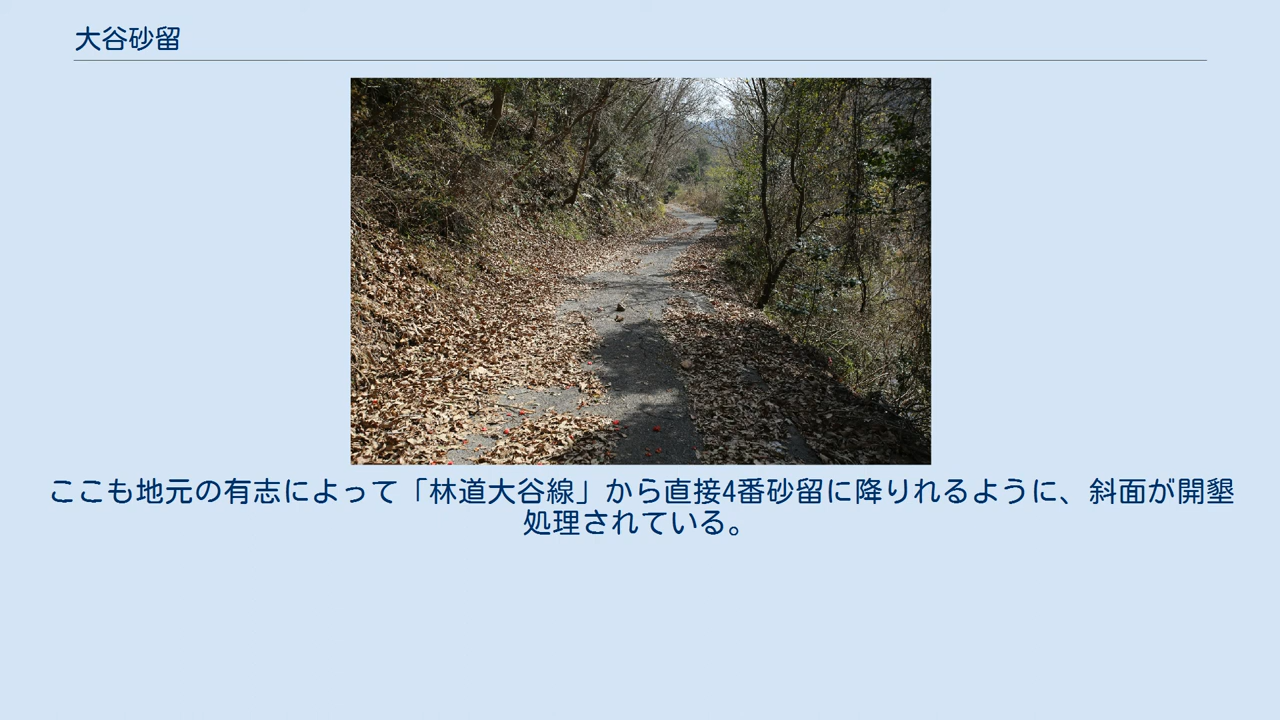 大谷砂留
ここも地元の有志によって「林道大谷線」から直接4番砂留に降りれるように、斜面が開墾
処理されている。